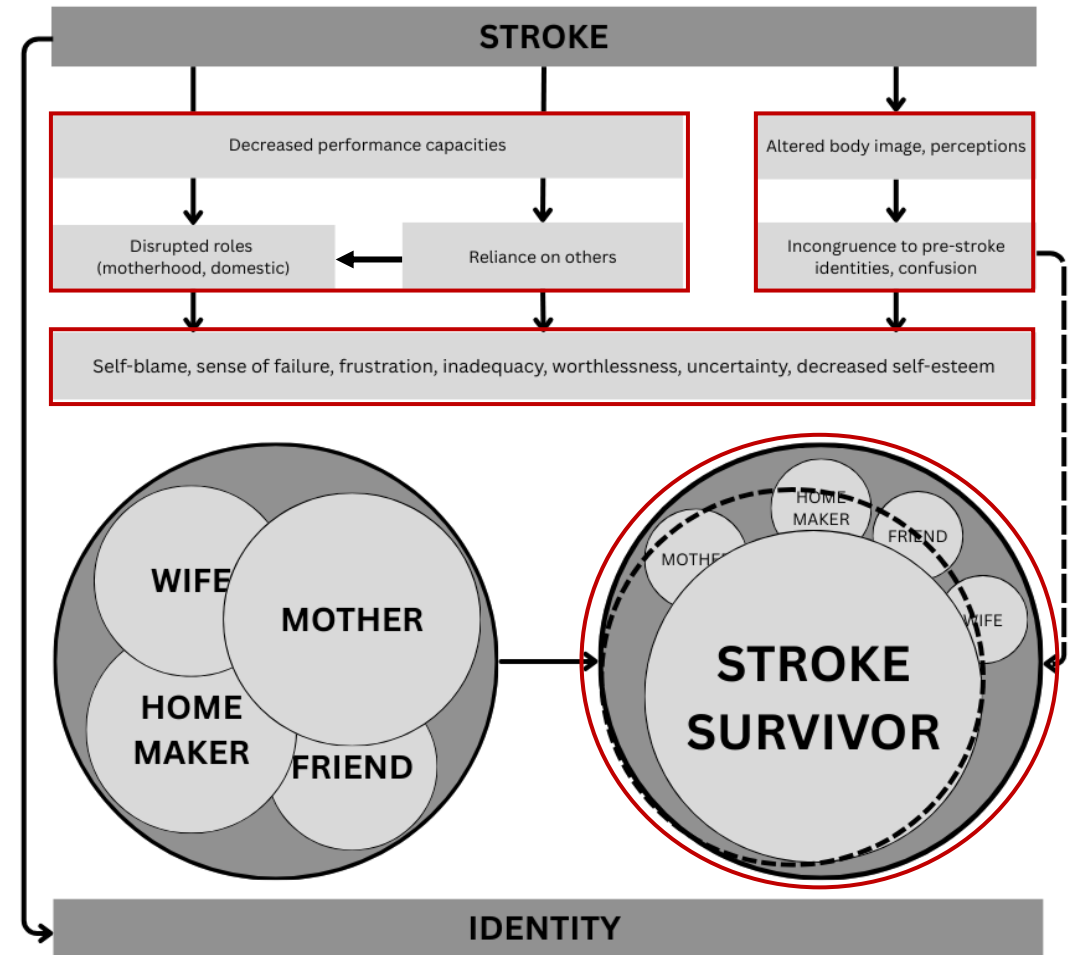 STROKE
Decreased performance capacities
Altered body image, perceptions
Disrupted roles
(motherhood, domestic)
Reliance on others
Incongruence to pre-stroke
identities, confusion
Self-blame, sense of failure, frustration, inadequacy, worthlessness, uncertainty, decreased self-esteem
WIFE
MOTHER
HOME
MAKER
FRIEND
HOME
MAKER
FRIEND
MOTHER
WIFE
STROKE
SURVIVOR
IDENTITY